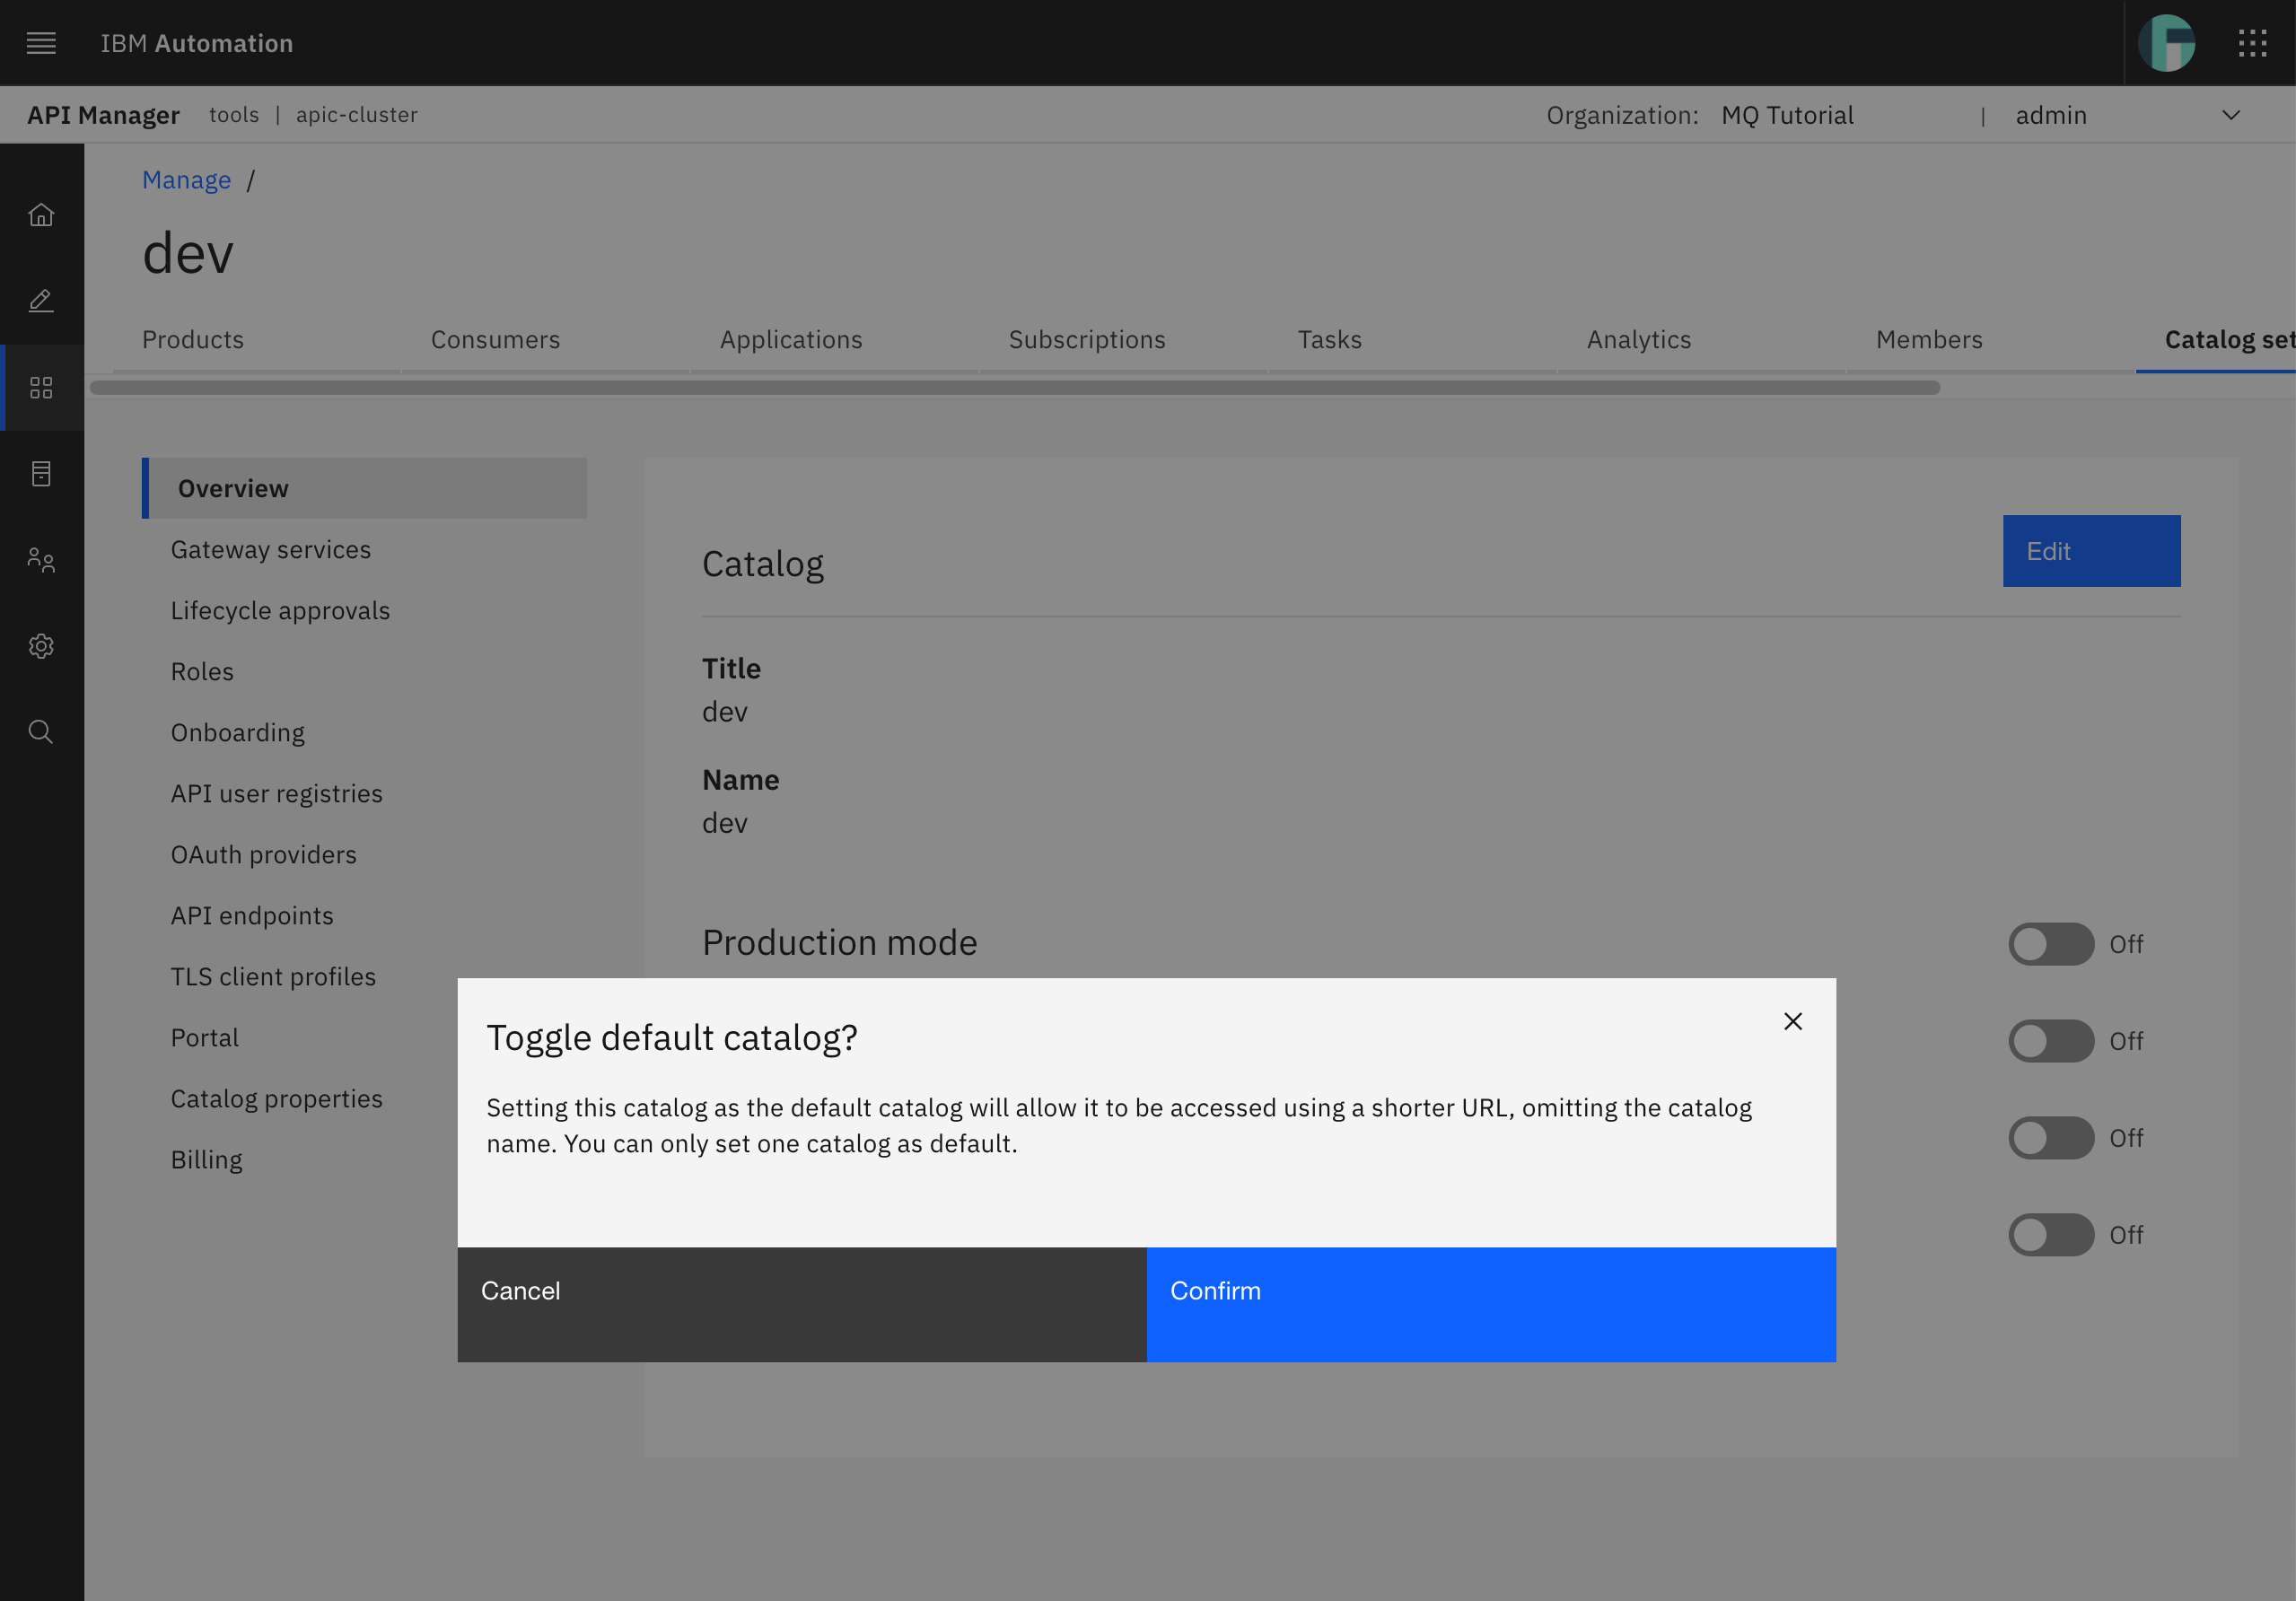 IBM Automation
API Manager tools | apic-cluster Organization: MQ Tutorial | admin
Manage /
dev
Products Consumers Applications Subscriptions Tasks Analytics Members Catalog set
Overview
Gateway services
Lifecycle approvals
Roles
Onboarding
API user registries
OAuth providers
API endpoints
TLS client profiles
Portal
Catalog properties
Billing
Catalog
Edit
Title
dev
Name
dev
Production mode
Off
Off
Off
Off
Toggle default catalog?
Setting this catalog as the default catalog will allow it to be accessed using a shorter URL, omitting the catalog
name. You can only set one catalog as default.
Cancel
Confirm